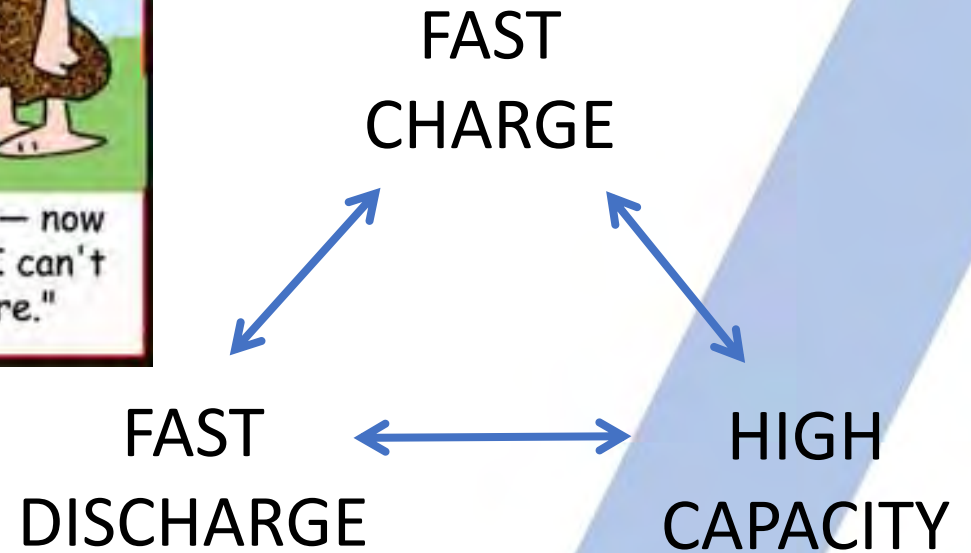 FAST
CHARGE
— now
can't
re."
FAST
DISCHARGE
HIGH
CAPACITY